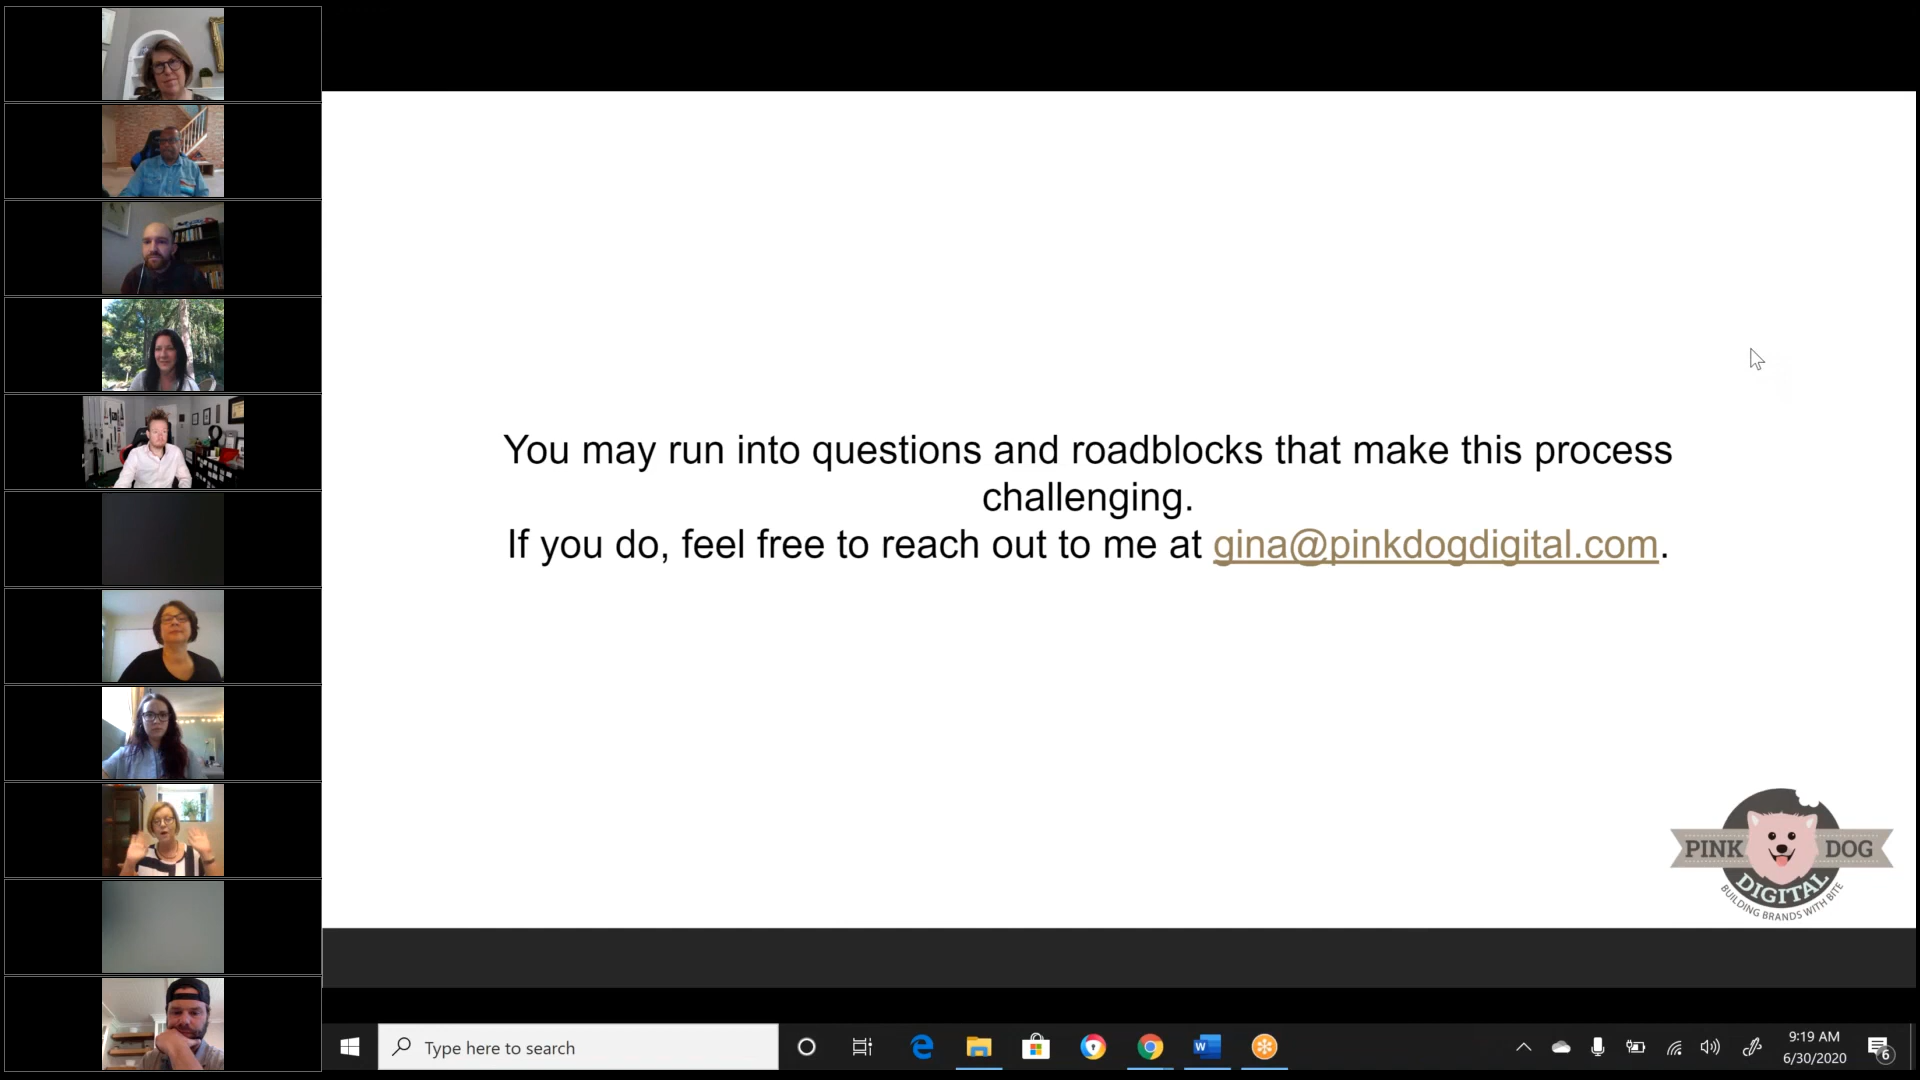 You may run into questions and roadblocks that make this process
challenging.
If you do, feel free to reach out to me at gina@pinkdogdigital.com.
PINK DOG
DIGITAL
BUILDING BRANDS WITH BITE
Type here to search
9:19 AM
6/30/2020
6